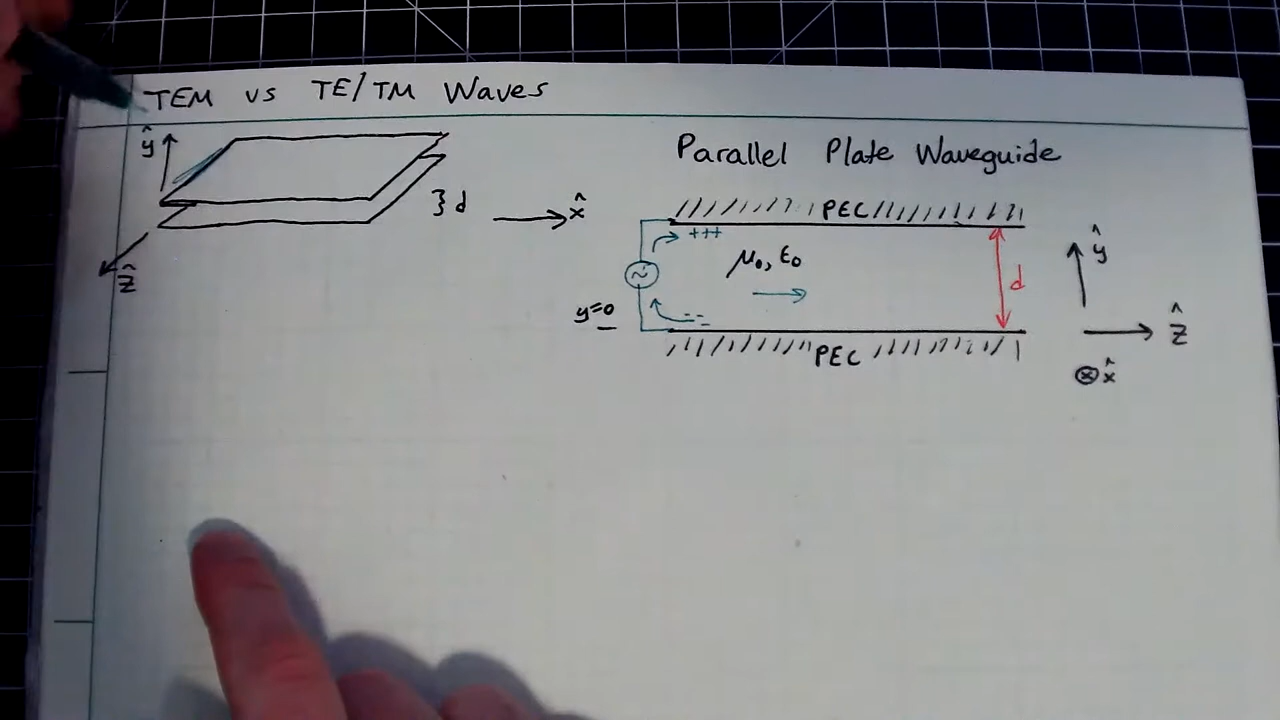 TEM vs TE/TM Waves
ŷ
} d
x̂
ẑ
Parallel Plate Waveguide
PEC
+++
μ₀, ε₀
~
y=0
--
d
PEC
ŷ
ẑ
⊗ x̂